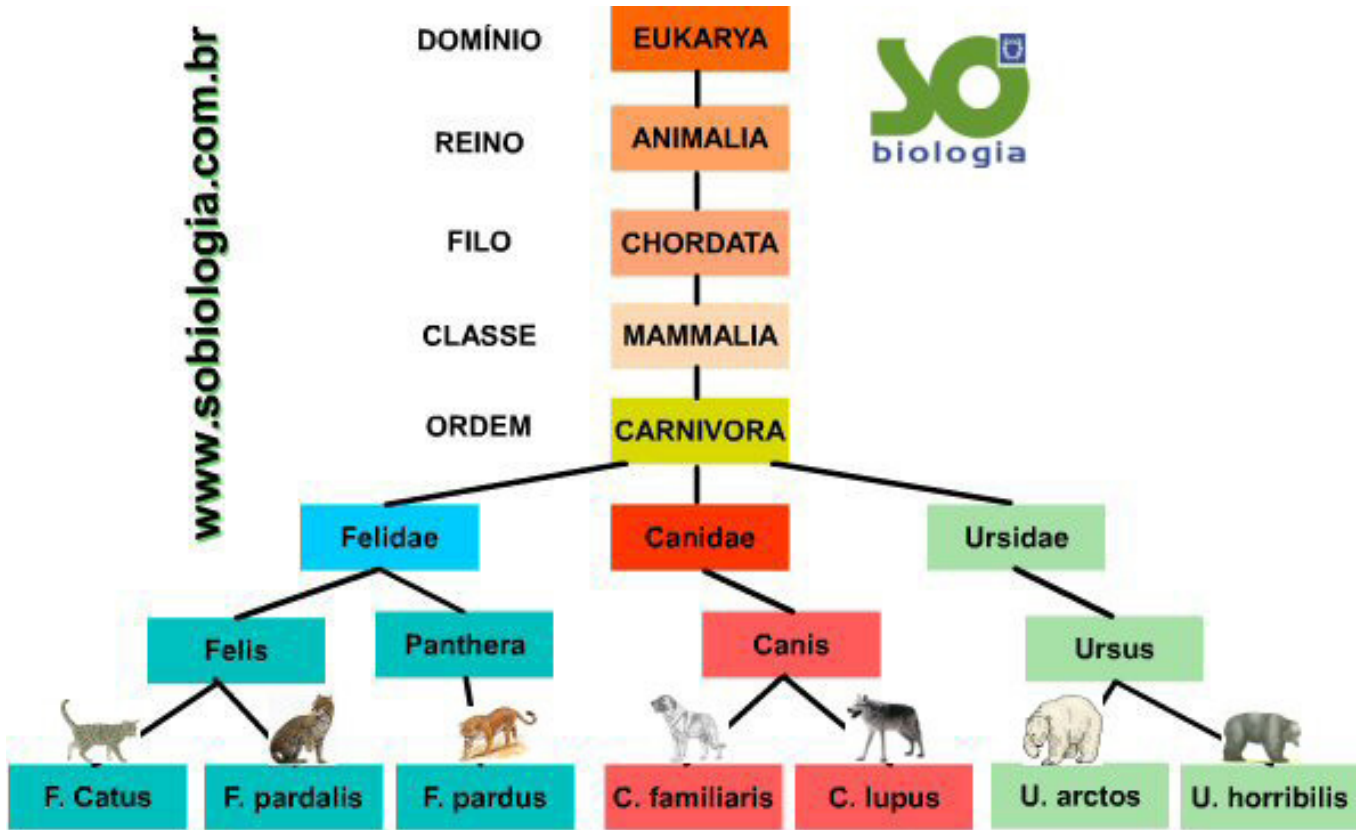 www.sobiologia.com.br
DOMÍNIO EUKARYA
SÓ
biologia
REINO ANIMALIA
FILO CHORDATA
CLASSE MAMMALIA
ORDEM CARNIVORA
Felidae Canidae Ursidae
Felis Panthera Canis Ursus
F. Catus F. pardalis F. pardus C. familiaris C. lupus U. arctos U. horribilis